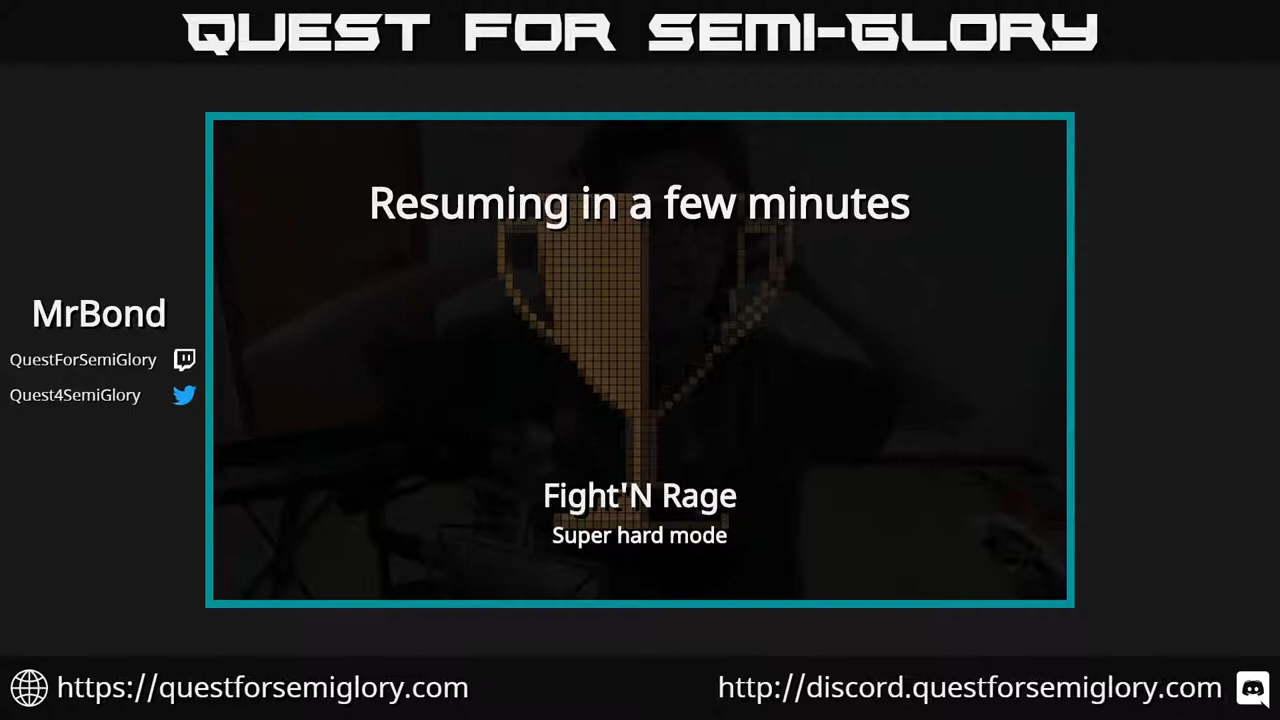 QUEST FOR SEMI-GLORY
Resuming in a few minutes
MrBond
QuestForSemiGlory
Quest4SemiGlory
Fight'N Rage
Super hard mode
https://questforsemiglory.com
http://discord.questforsemiglory.com